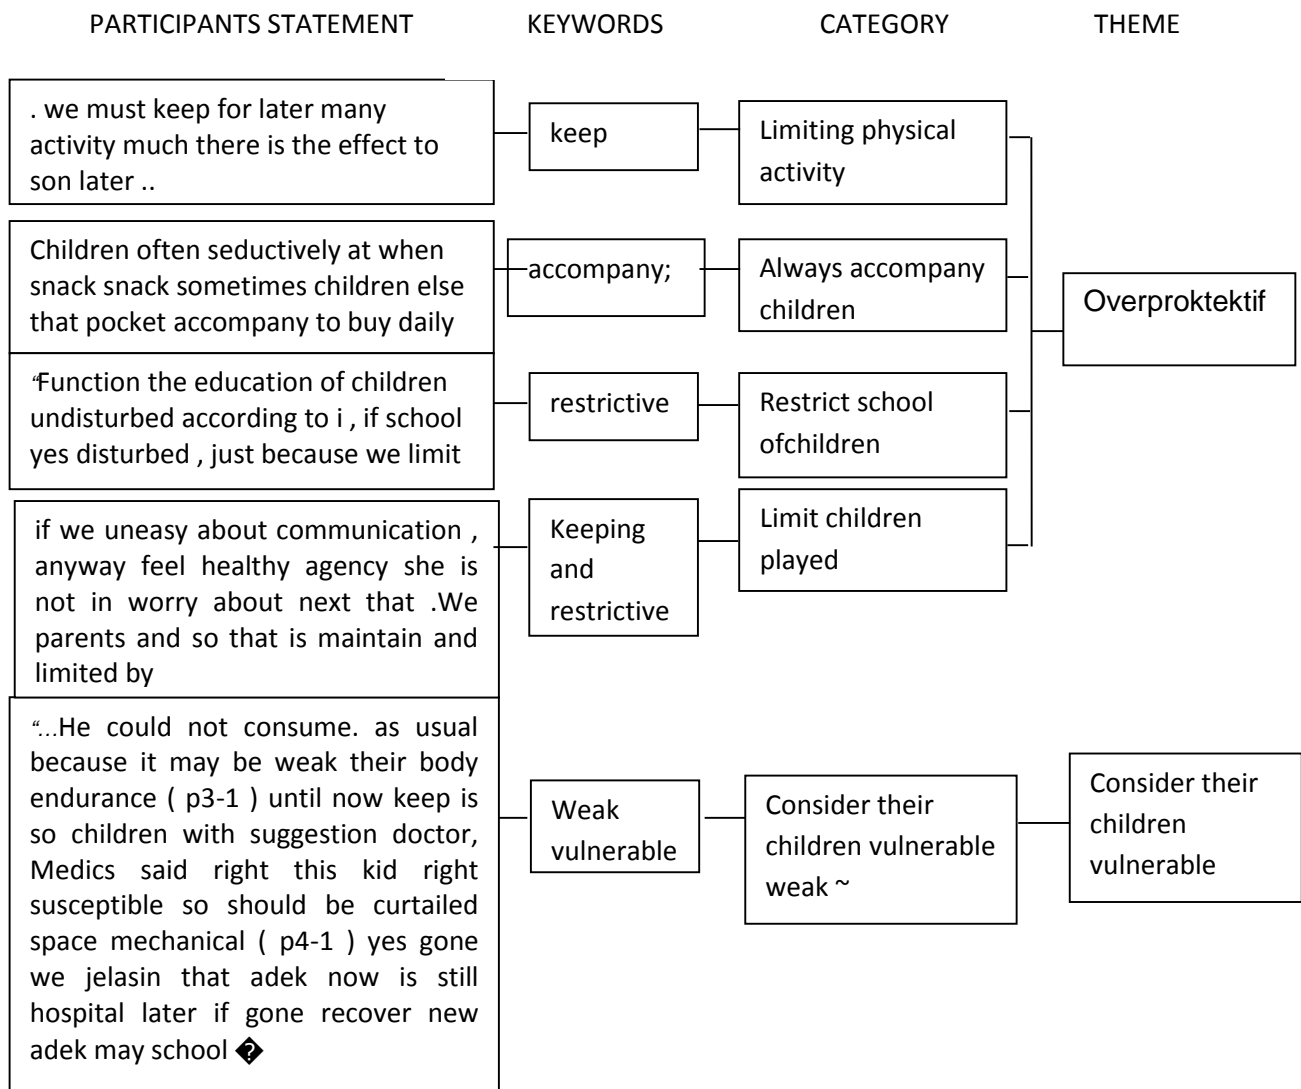 PARTICIPANTS STATEMENT KEYWORDS CATEGORY THEME
. we must keep for later many
activity much there is the effect to
son later ..
keep
Limiting physical
activity
Children often seductively at when
snack snack sometimes children else
that pocket accompany to buy daily
accompany;
Always accompany
children
Overproktektif
“Function the education of children
undisturbed according to i , if school
yes disturbed , just because we limit
restrictive
Restrict school
ofchildren
if we uneasy about communication ,
anyway feel healthy agency she is
not in worry about next that .We
parents and so that is maintain and
limited by
Keeping
and
restrictive
Limit children
played
“...He could not consume. as usual
because it may be weak their body
endurance ( p3-1 ) until now keep is
so children with suggestion doctor,
Medics said right this kid right
susceptible so should be curtailed
space mechanical ( p4-1 ) yes gone
we jelasin that adek now is still
hospital later if gone recover new
adek may school �
Weak
vulnerable
Consider their
children vulnerable
weak ~
Consider their
children
vulnerable